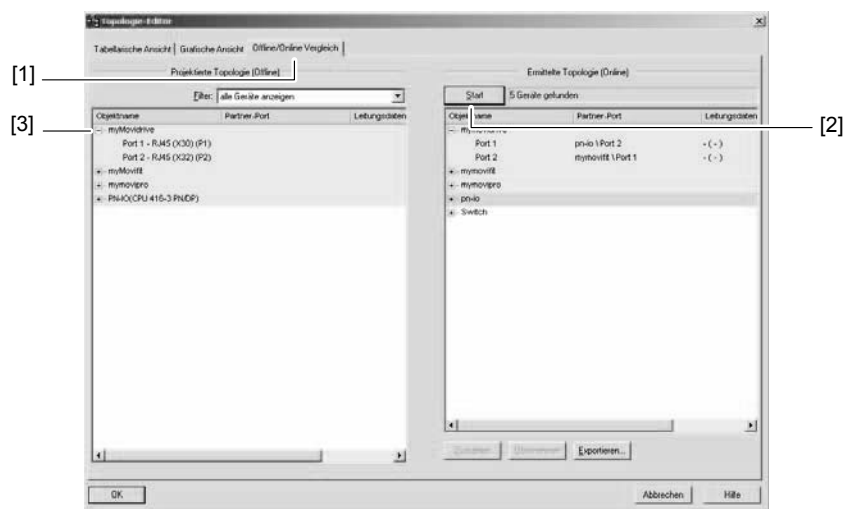 Topologie-Editor
Tabellarische Ansicht Grafische Ansicht Offline/Online Vergleich
[1]
Projektierte Topologie (Offline)
Ermittelte Topologie (Online)
Filter: alle Geräte anzeigen
Start 5 Geräte gefunden
[3]
Objektname Partner-Port Leitungsdaten
Objektname Partner-Port Leitungsdaten
[2]
myMovidrive
Port 1 - RJ45 (X30) (P1)
Port 2 - RJ45 (X32) (P2)
myMovifit
mymovipro
PN-IO(CPU 416-3 PN/DP)
mymovidrive
Port 1 pn-io \ Port 2 - ( - )
Port 2 mymovifit \ Port 1 - ( - )
mymovifit
mymovipro
pn-io
Switch
Zuordnen Übernehmen Exportieren...
OK
Abbrechen Hilfe